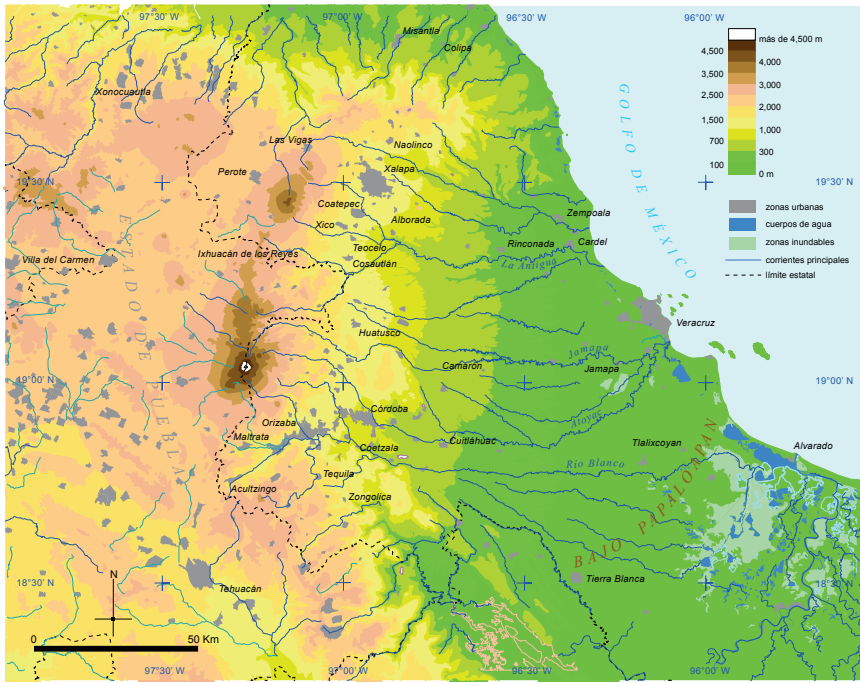 97°30' W
97°00' W
96°30' W
96°00' W
más de 4,500 m
4,500
4,000
3,500
3,000
2,500
2,000
1,500
1,000
700
300
100
0 m
zonas urbanas
cuerpos de agua
zonas inundables
corrientes principales
límite estatal
GOLFO DE MÉXICO
Misantla
Colipa
Xonocuautla
Las Vigas
Naolinco
Perote
Xalapa
19°30' N
19°30' N
Coatepec
Zempoala
Xico
Alborada
Teocelo
Rinconada
Cardel
Ixhuacán de los Reyes
Villa del Carmen
Cosautlán
La Antigua
ESTADO DE PUEBLA
Veracruz
Huatusco
Jamapa
Camarón
Jamapa
19°00' N
19°00' N
Córdoba
Atoyac
Orizaba
Maltrata
Coetzala
Cuitláhuac
Tlalixcoyan
Alvarado
Río Blanco
Tequila
Acultzingo
Zongolica
BAJO PAPALOAPAN
18°30' N
18°30' N
Tehuacán
Tierra Blanca
N
0
50 Km
97°30' W
97°00' W
96°30' W
96°00' W